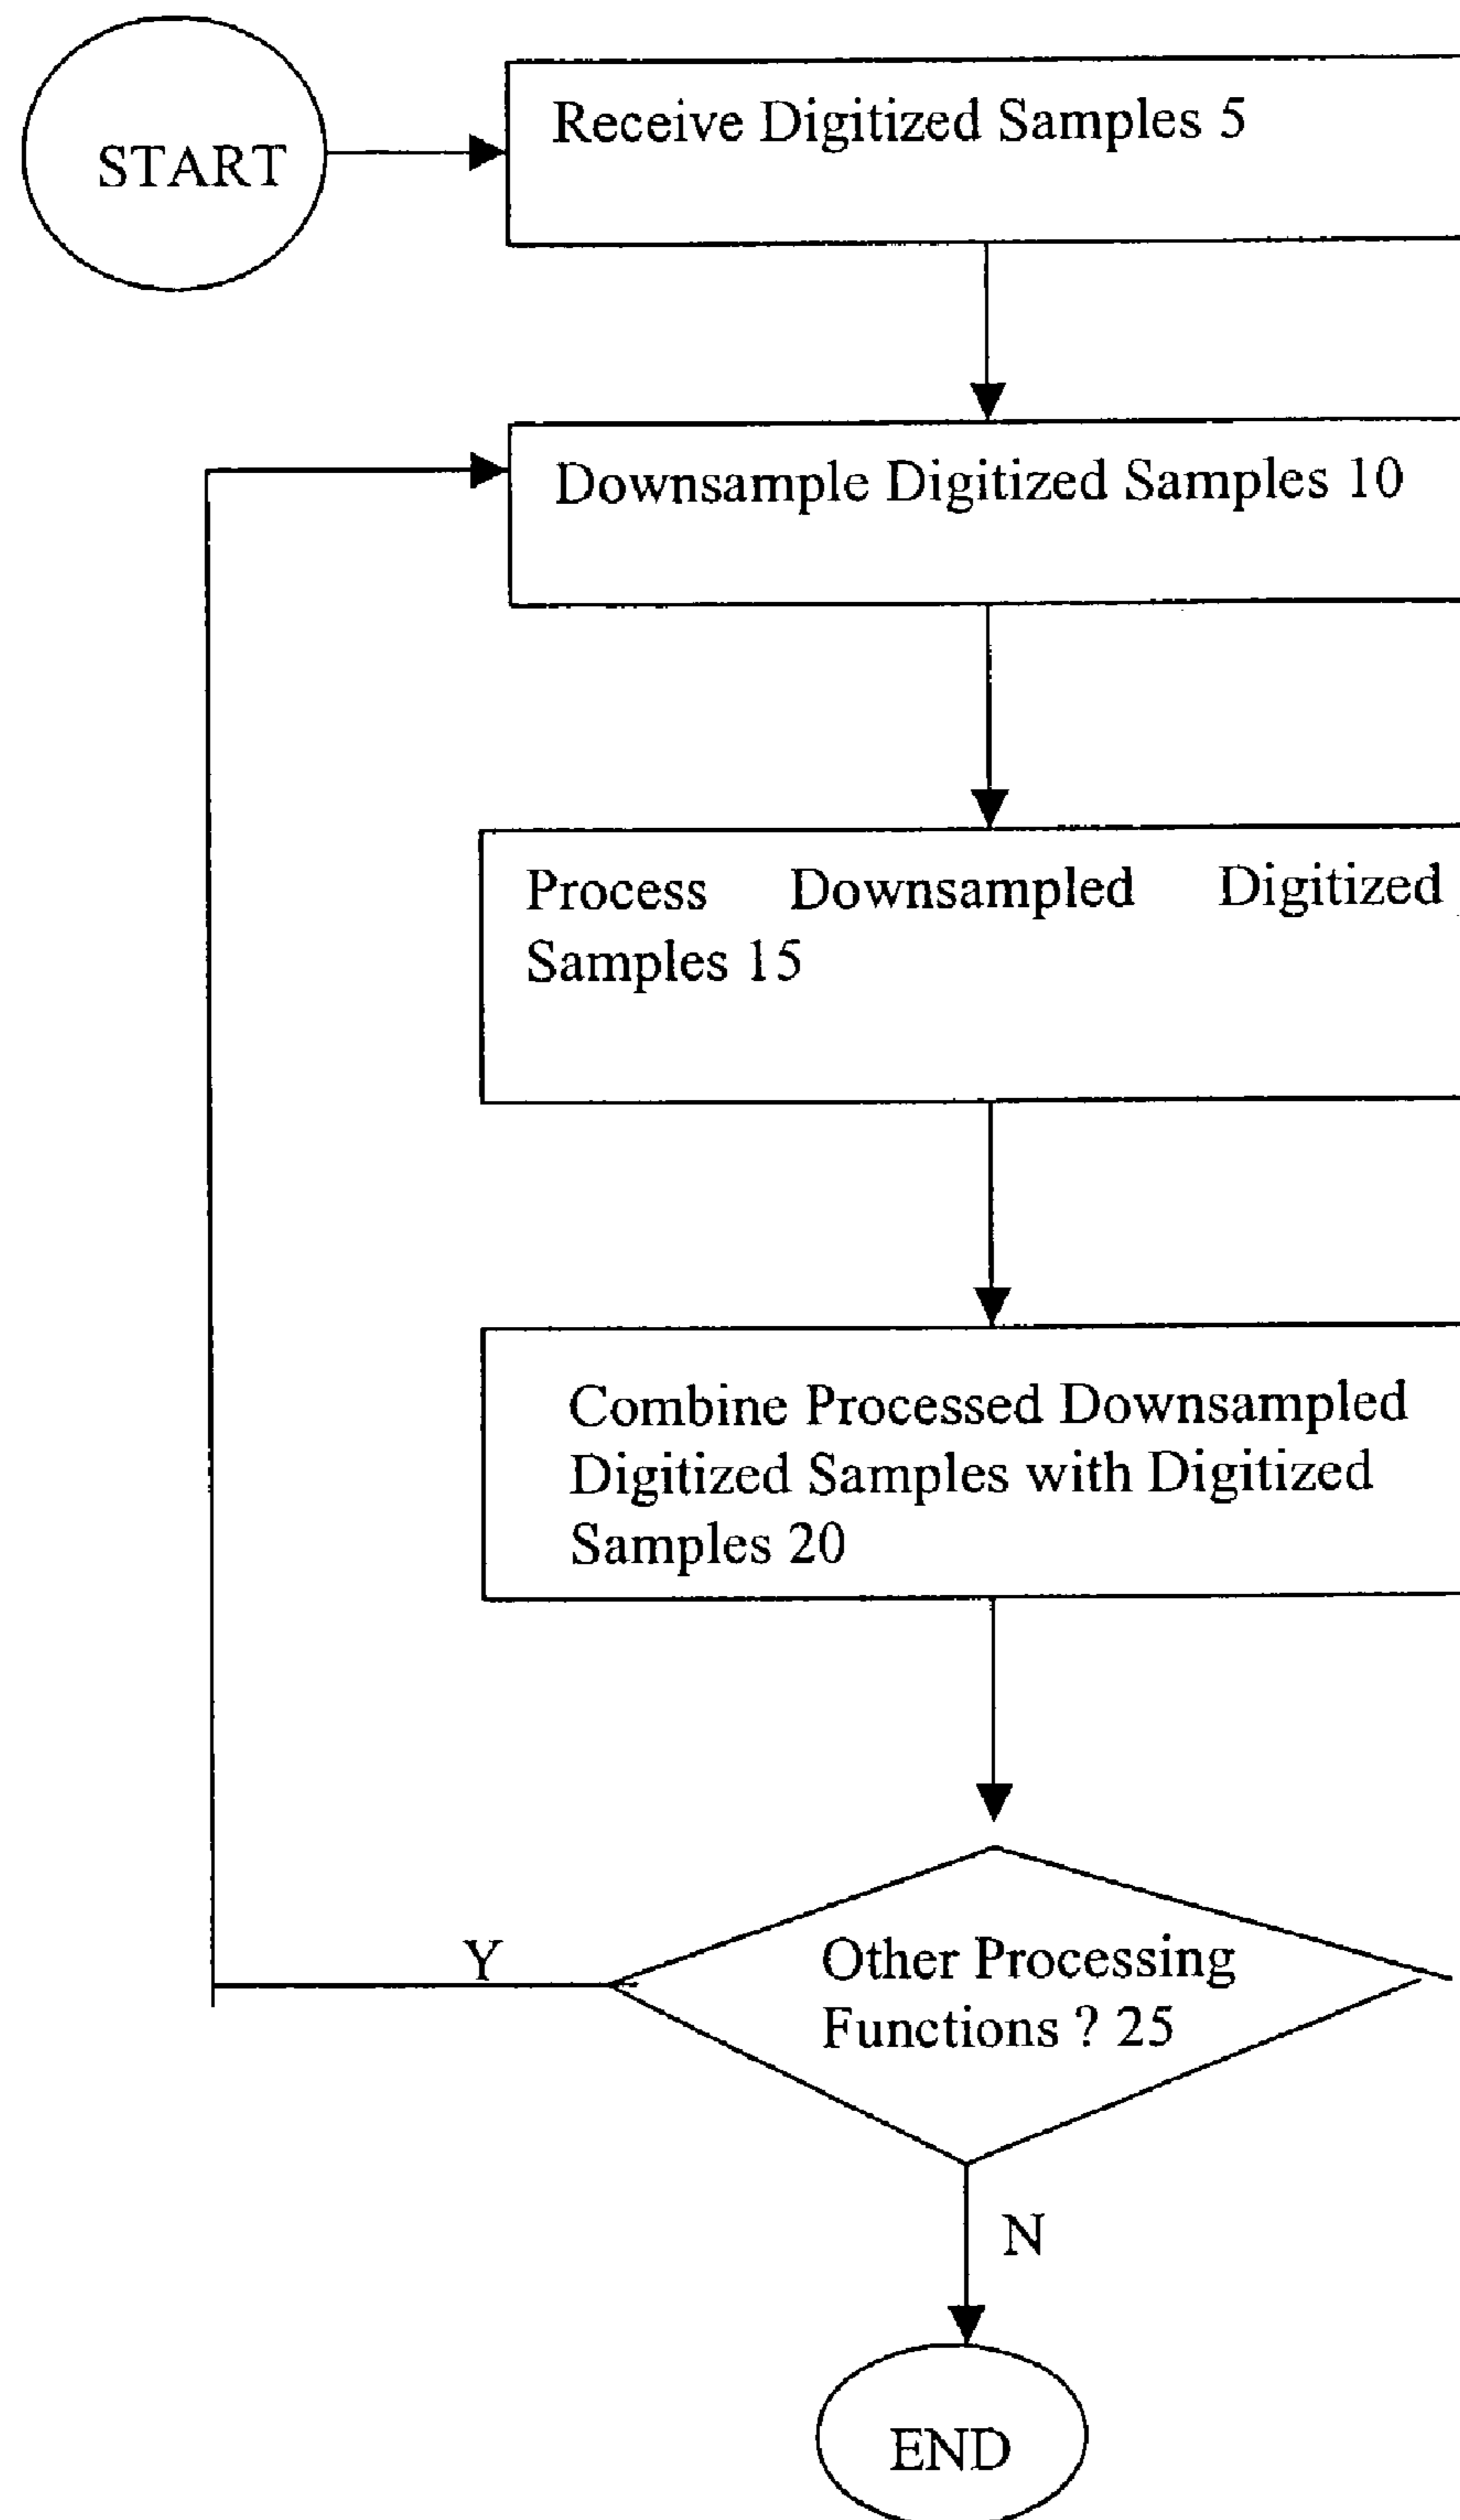 START
Receive Digitized Samples 5
Downsample Digitized Samples 10
Process Downsampled Digitized
Samples 15
Combine Processed Downsampled
Digitized Samples with Digitized
Samples 20
Other Processing
Functions ? 25
Y
N
END